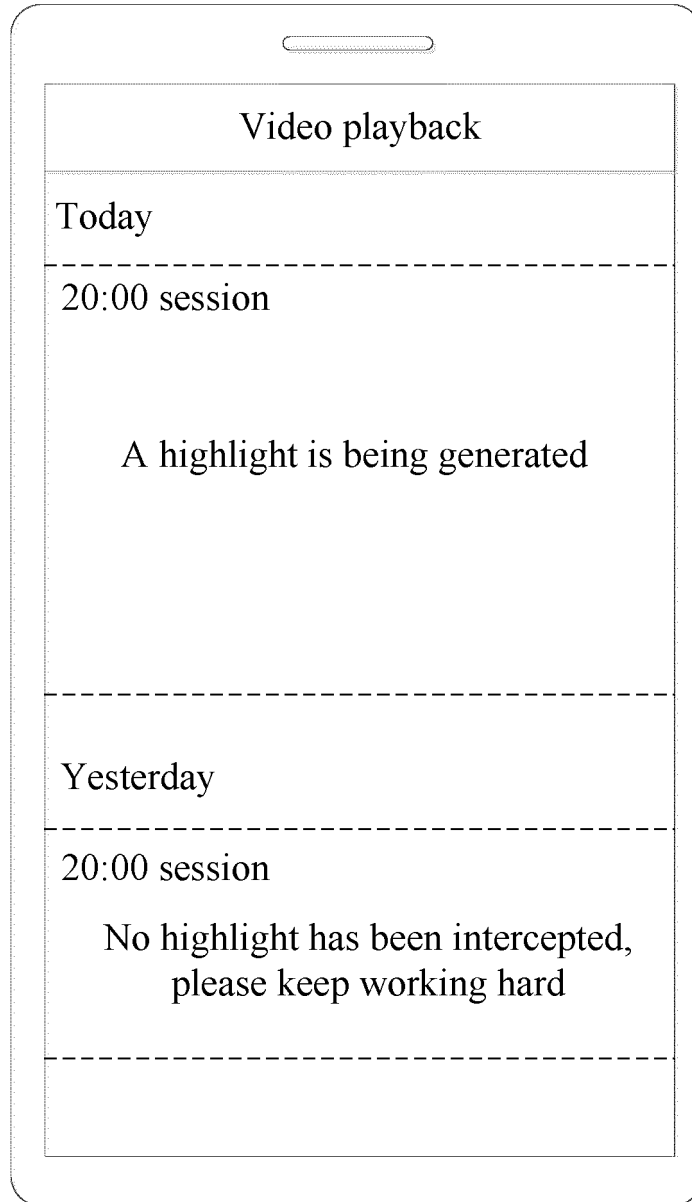 Video playback
Today
20:00 session
A highlight is being generated
Yesterday
20:00 session
No highlight has been intercepted,
please keep working hard